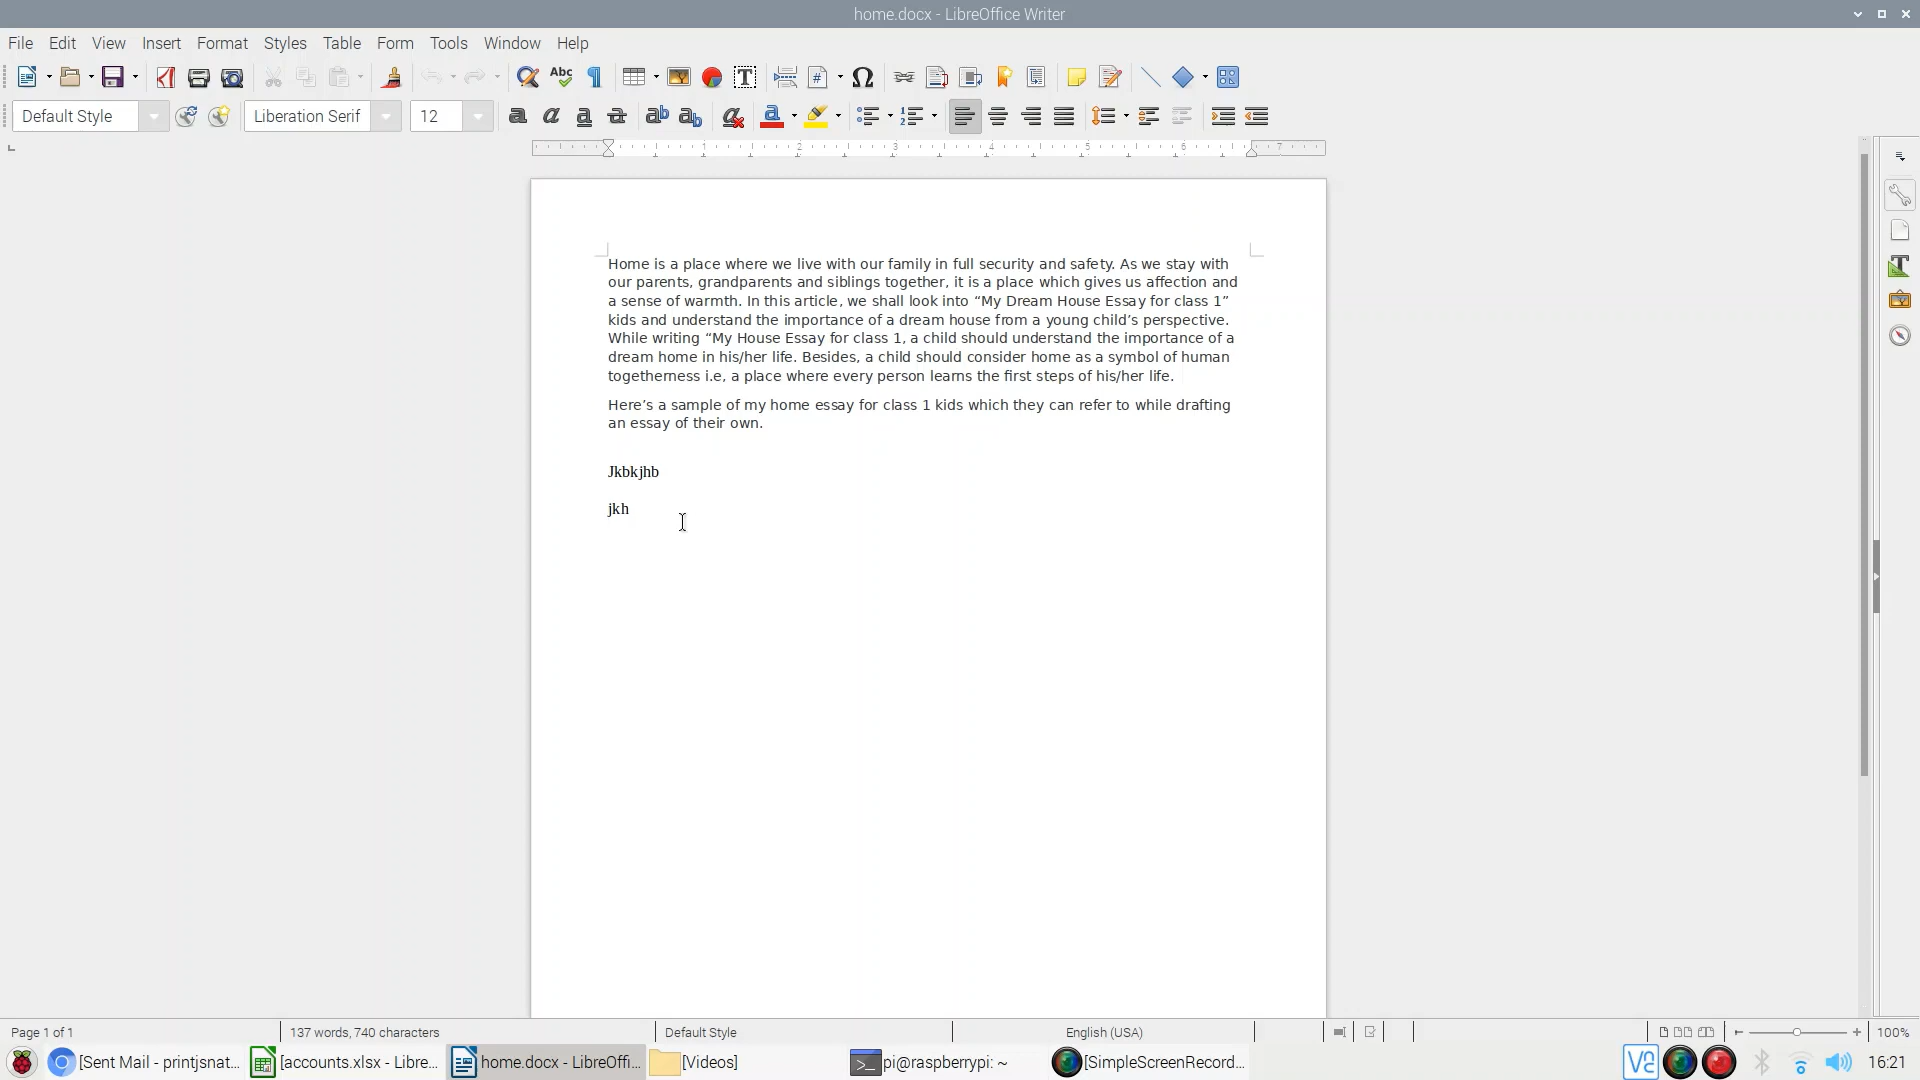 home.docx - LibreOffice Writer
File Edit View Insert Format Styles Table Form Tools Window Help
Default Style Liberation Serif 12
1 2 3 4 5 6 7
Home is a place where we live with our family in full security and safety. As we stay with
our parents, grandparents and siblings together, it is a place which gives us affection and
a sense of warmth. In this article, we shall look into “My Dream House Essay for class 1”
kids and understand the importance of a dream house from a young child’s perspective.
While writing “My House Essay for class 1, a child should understand the importance of a
dream home in his/her life. Besides, a child should consider home as a symbol of human
togetherness i.e, a place where every person learns the first steps of his/her life.
Here’s a sample of my home essay for class 1 kids which they can refer to while drafting
an essay of their own.
Jkbkjhb
jkh
Page 1 of 1 137 words, 740 characters Default Style English (USA) 100%
[Sent Mail - printjsnat... [accounts.xlsx - Libre... home.docx - LibreOffi... [Videos] pi@raspberrypi: ~ [SimpleScreenRecord... 16:21